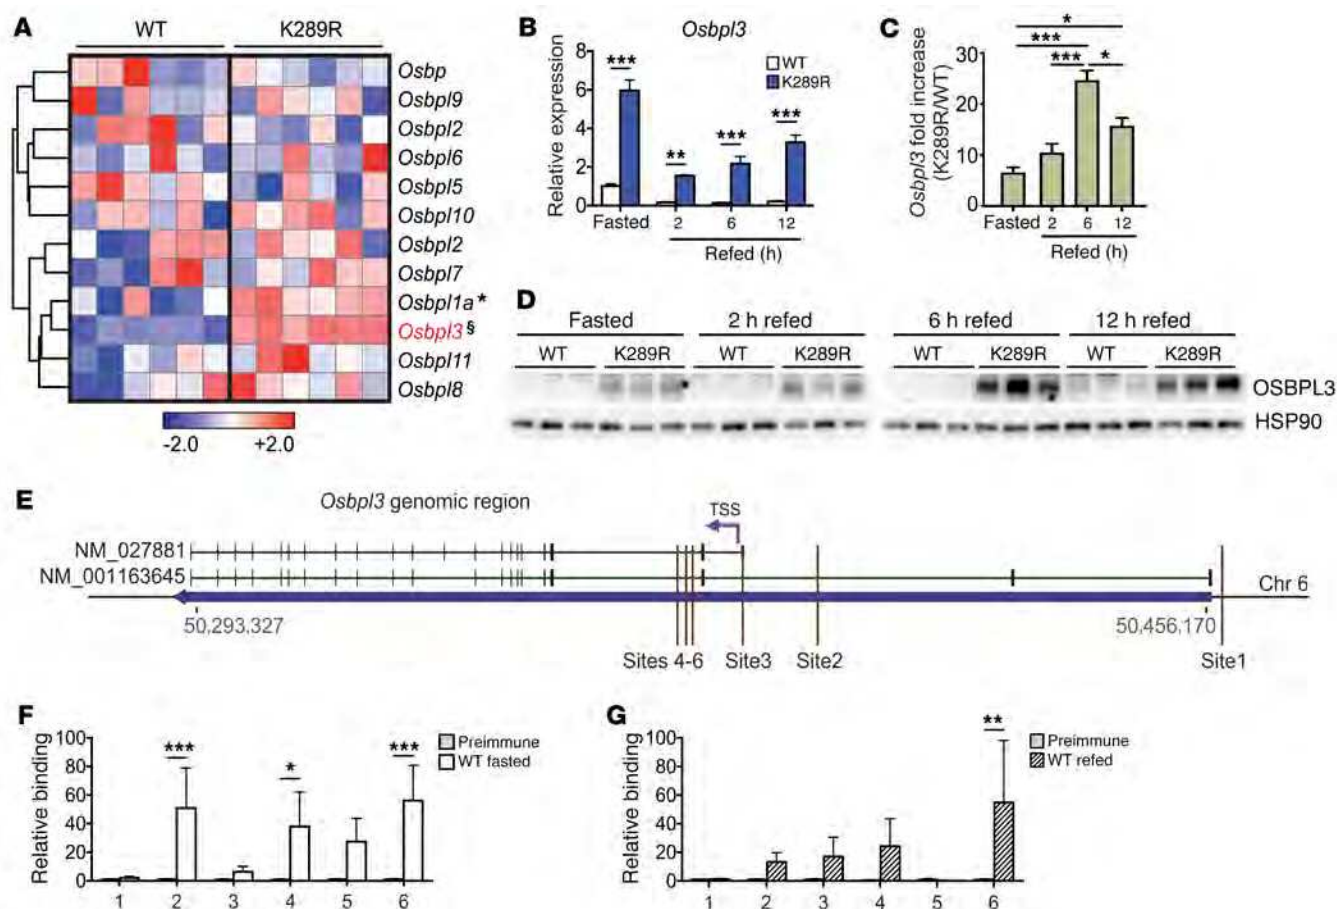 A
WT K289R
Osbp
Osbpl9
Osbpl2
Osbpl6
Osbpl5
Osbpl10
Osbpl2
Osbpl7
Osbpl1a*
Osbpl3§
Osbpl11
Osbpl8
-2.0 +2.0
B
Osbpl3
Relative expression
8
6
4
2
0
*** ** *** ***
WT
K289R
Fasted 2 6 12
Refed (h)
C
Osbpl3 fold increase
(K289R/WT)
30
20
10
0
*
***
*** *
Fasted 2 6 12
Refed (h)
D
Fasted 2 h refed 6 h refed 12 h refed
WT K289R WT K289R WT K289R WT K289R
OSBPL3
HSP90
E
Osbpl3 genomic region
TSS
NM_027881
NM_001163645
Chr 6
50,293,327 50,456,170
Sites 4-6 Site3 Site2 Site1
F
Relative binding
100
80
60
40
20
0
*** * ***
Preimmune
WT fasted
1 2 3 4 5 6
G
Relative binding
100
80
60
40
20
0
**
Preimmune
WT refed
1 2 3 4 5 6